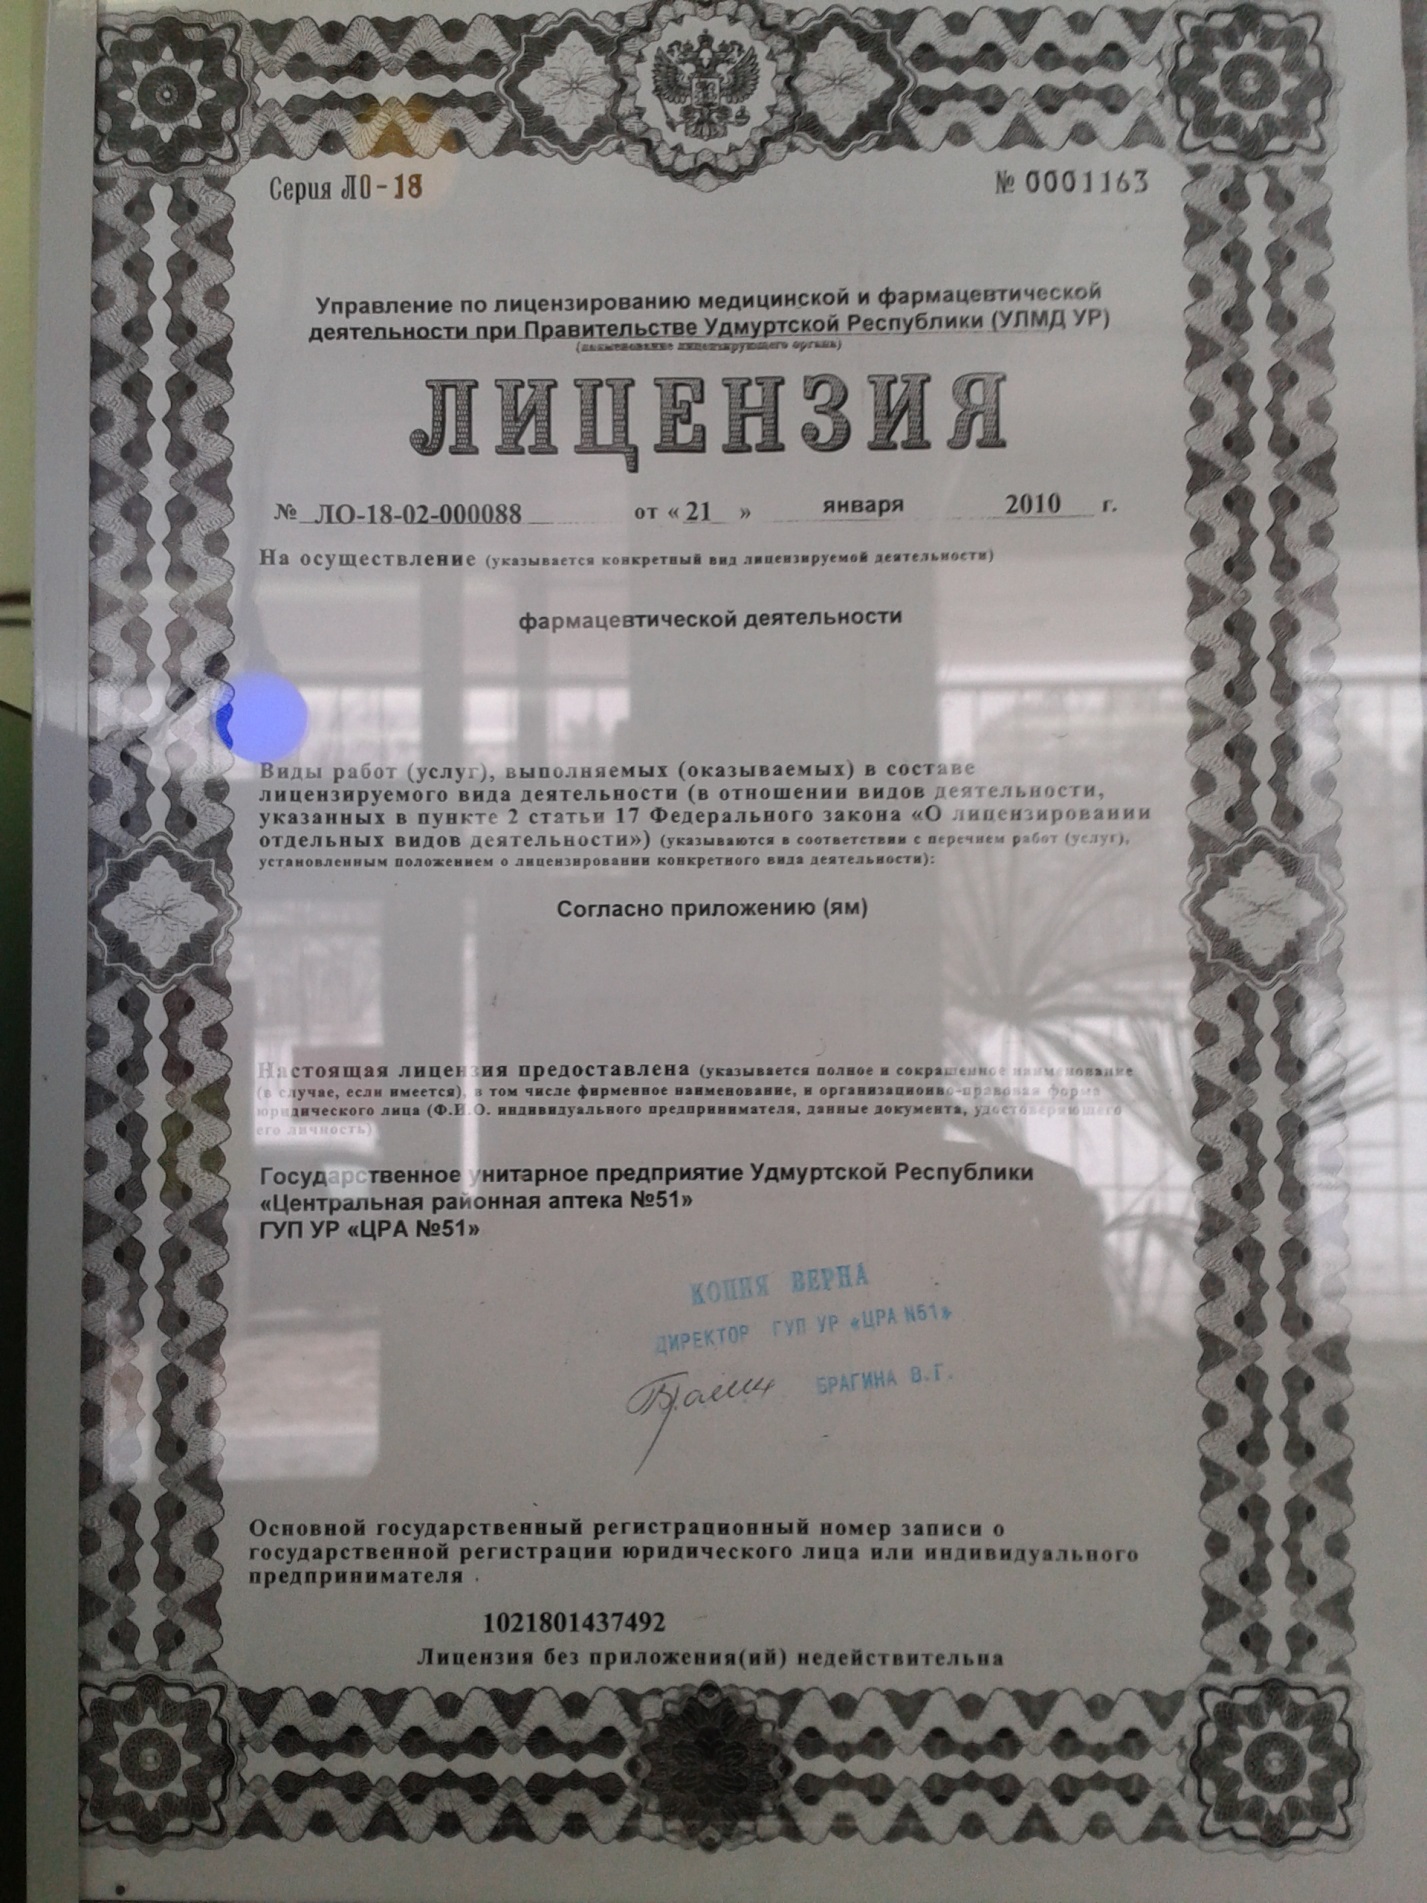 Серия ЛО-18
№ 0001163
Управление по лицензированию медицинской и фармацевтической
деятельности при Правительстве Удмуртской Республики (УЛМД УР)
(наименование лицензирующего органа)
ЛИЦЕНЗИЯ
№ ЛО-18-02-000088 от «21 » января 2010 г.
На осуществление (указывается конкретный вид лицензируемой деятельности)
фармацевтической деятельности
Виды работ (услуг), выполняемых (оказываемых) в составе
лицензируемого вида деятельности (в отношении видов деятельности,
указанных в пункте 2 статьи 17 Федерального закона «О лицензировании
отдельных видов деятельности») (указываются в соответствии с перечнем работ (услуг),
установленным положением о лицензировании конкретного вида деятельности):
Согласно приложению (ям)
Настоящая лицензия предоставлена (указывается полное и сокращенное наименование
(в случае, если имеется), в том числе фирменное наименование, и организационно-правовая форма
юридического лица (Ф.И.О. индивидуального предпринимателя, данные документа, удостоверяющего
его личность)
Государственное унитарное предприятие Удмуртской Республики
«Центральная районная аптека №51»
ГУП УР «ЦРА №51»
КОПИЯ ВЕРНА
ДИРЕКТОР ГУП УР «ЦРА N51»
БРАГИНА В.Г.
Основной государственный регистрационный номер записи о
государственной регистрации юридического лица или индивидуального
предпринимателя
1021801437492
Лицензия без приложения(ий) недействительна